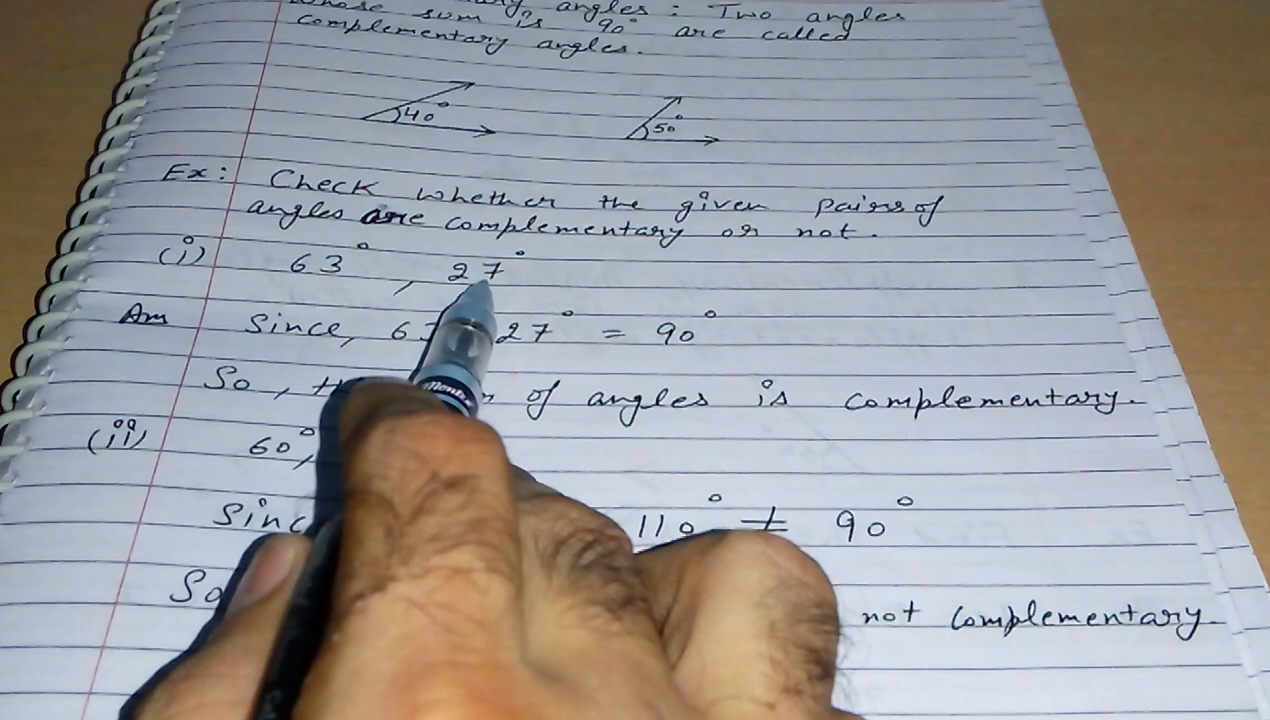 angles : Two angles
whose sum is 90° are called
complementary angles.
40° 50°
Ex: Check whether the given pairs of
angles are complementary or not.
(i) 63°, 27°
Ans Since, 27° = 90°
So, of angles is complementary.
(ii) 60°,
110° ≠ 90°
So
not complementary